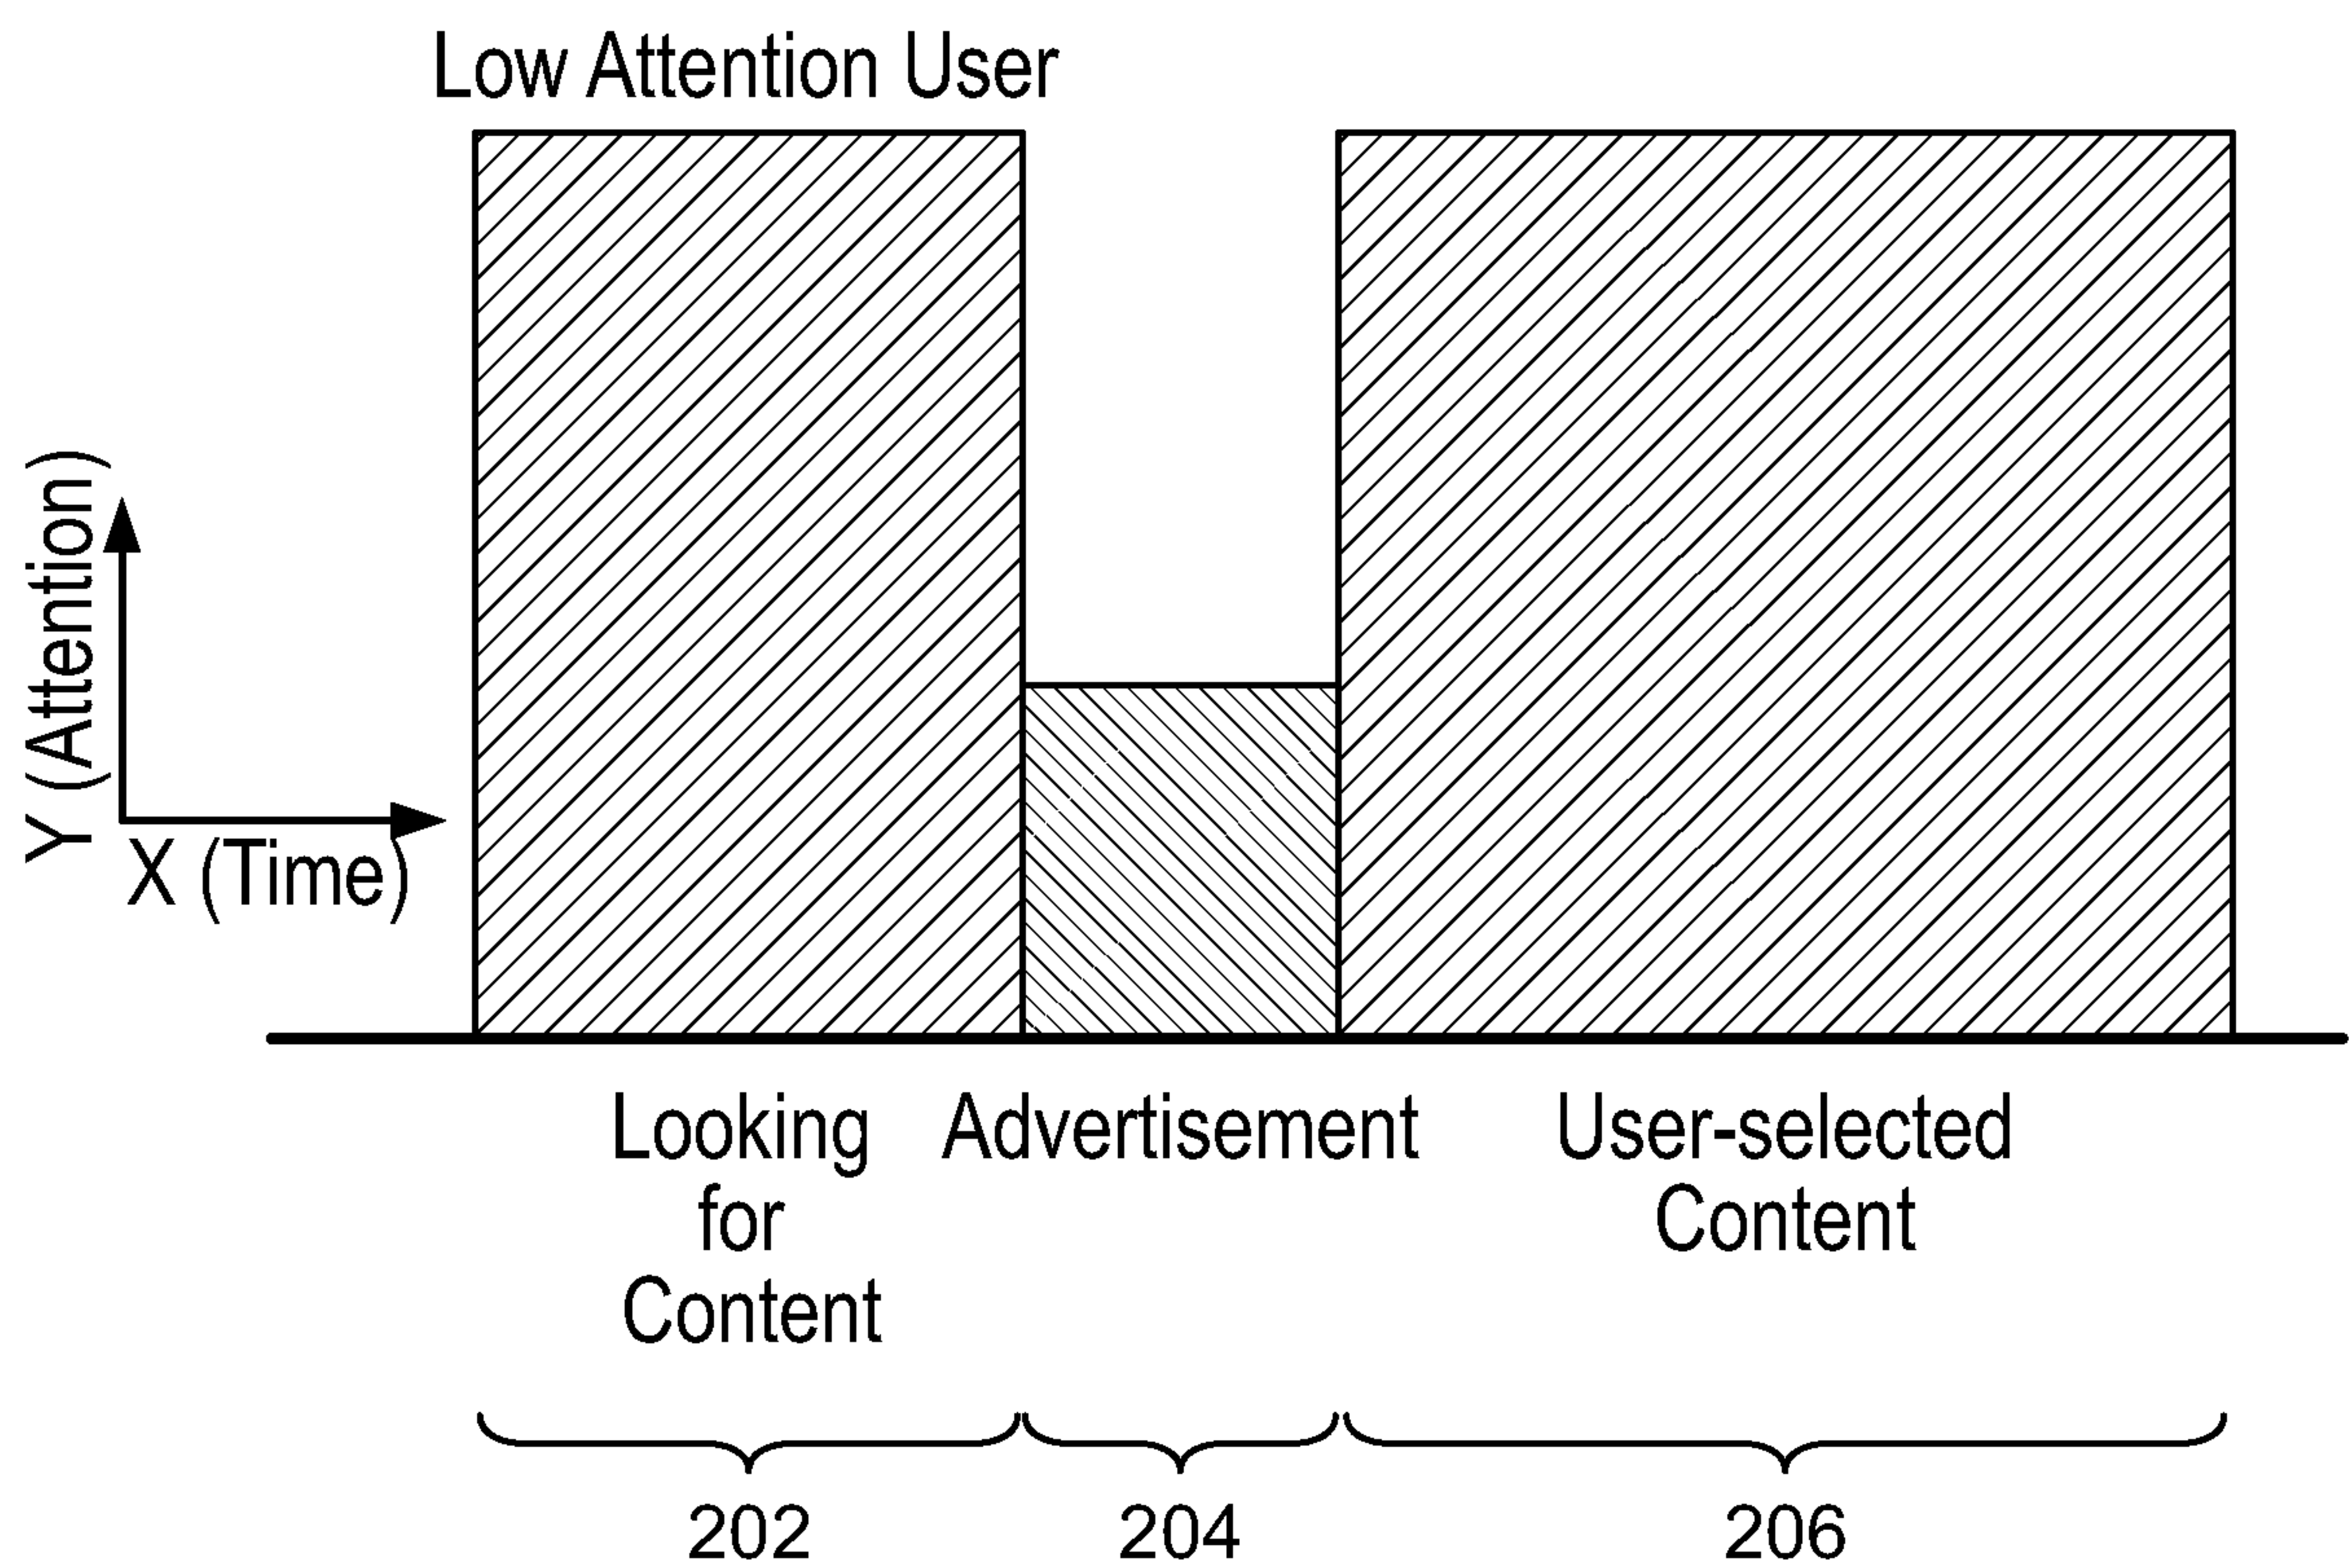 Low Attention User
Y (Attention)
X (Time)
Looking
for
Content
Advertisement
User-selected
Content
202
204
206